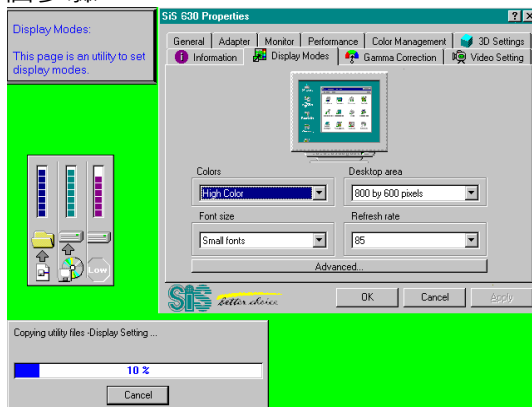 Display Modes:
This page is an utility to set
display modes.
SiS 630 Properties
General
Adapter
Monitor
Performance
Color Management
3D Settings
Information
Display Modes
Gamma Correction
Video Setting
Colors
Desktop area
High Color
800 by 600 pixels
Font size
Refresh rate
Small fonts
85
Advanced...
SiS better choice
OK
Cancel
Apply
Low
Copying utility files -Display Setting ...
10 %
Cancel